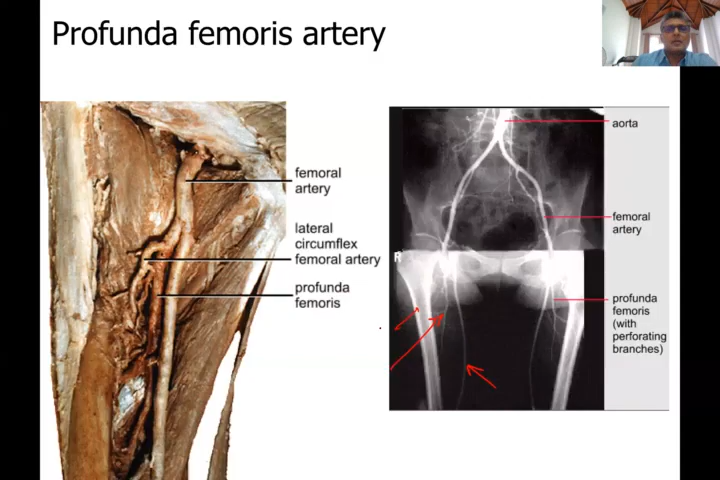 Profunda femoris artery
femoral
artery
lateral
circumflex
femoral artery
profunda
femoris
aorta
femoral
artery
R
profunda
femoris
(with
perforating
branches)